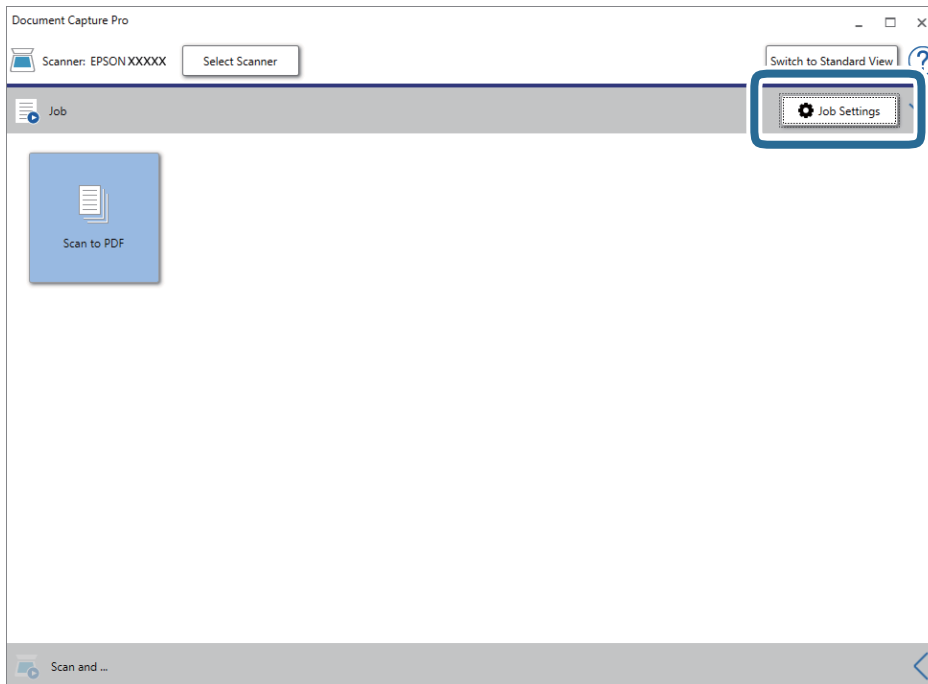 Document Capture Pro
Scanner: EPSON XXXXX Select Scanner Switch to Standard View ?
Job Job Settings
Scan to PDF
Scan and ...